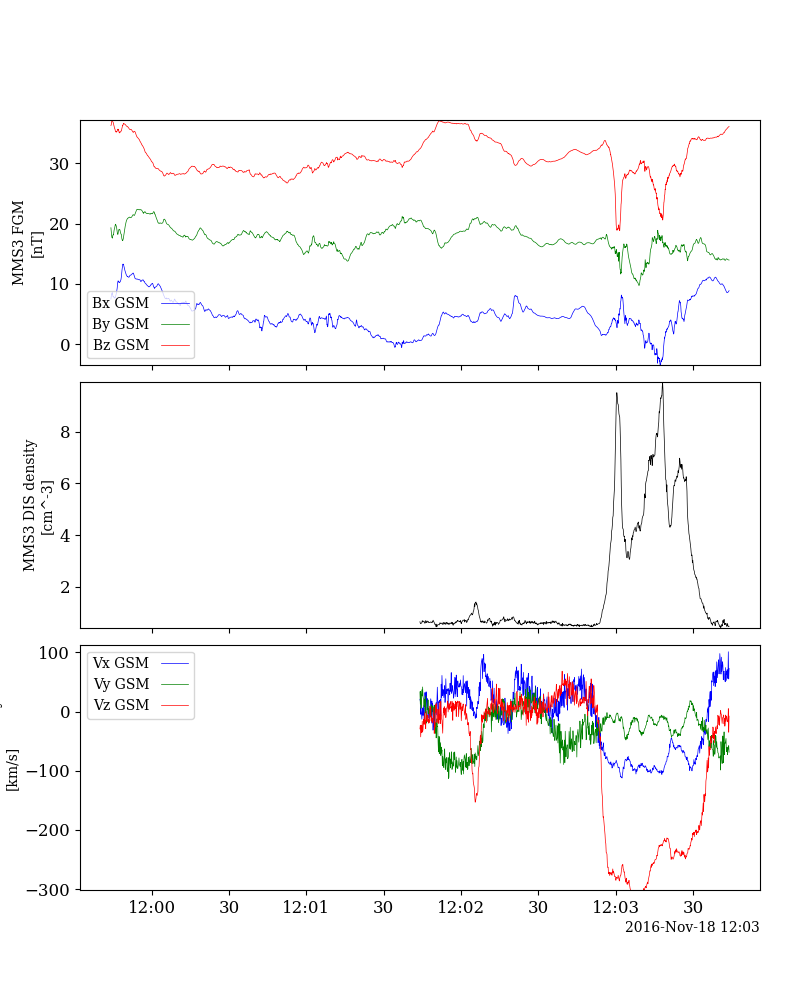 MMS3 FGM
[nT]
30
20
10
0
Bx GSM
By GSM
Bz GSM
MMS3 DIS density
[cm^-3]
8
6
4
2
[km/s]
100
0
−100
−200
−300
Vx GSM
Vy GSM
Vz GSM
12:00
30
12:01
30
12:02
30
12:03
30
2016-Nov-18 12:03